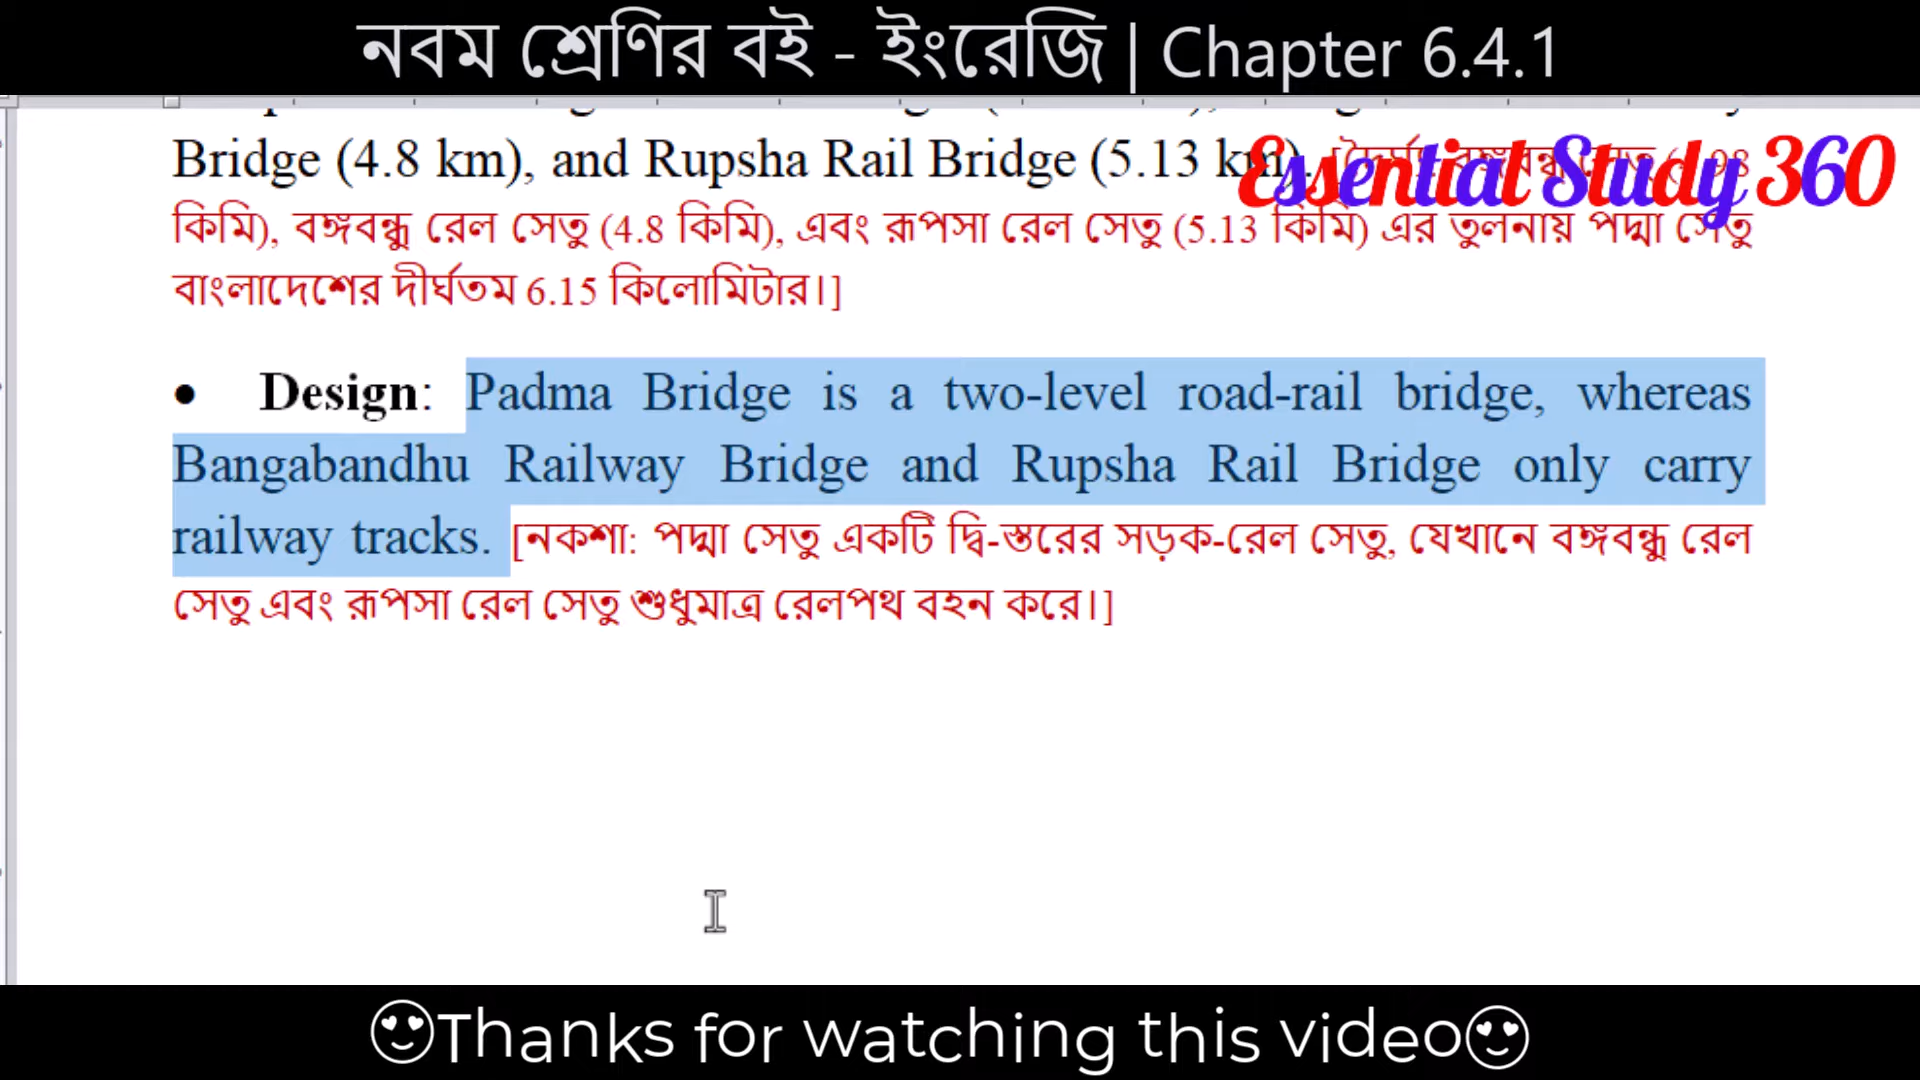 নবম শ্রেণির বই - ইংরেজি | Chapter 6.4.1
Bridge (4.8 km), and Rupsha Rail Bridge (5.13 km).
Essential Study 360
কিমি), বঙ্গবন্ধু রেল সেতু (4.8 কিমি), এবং রূপসা রেল সেতু (5.13 কিমি) এর তুলনায় পদ্মা সেতু
বাংলাদেশের দীর্ঘতম 6.15 কিলোমিটার।]
• Design: Padma Bridge is a two-level road-rail bridge, whereas
Bangabandhu Railway Bridge and Rupsha Rail Bridge only carry
railway tracks. [নকশা: পদ্মা সেতু একটি দ্বি-স্তরের সড়ক-রেল সেতু, যেখানে বঙ্গবন্ধু রেল
সেতু এবং রূপসা রেল সেতু শুধুমাত্র রেলপথ বহন করে।]
Thanks for watching this video